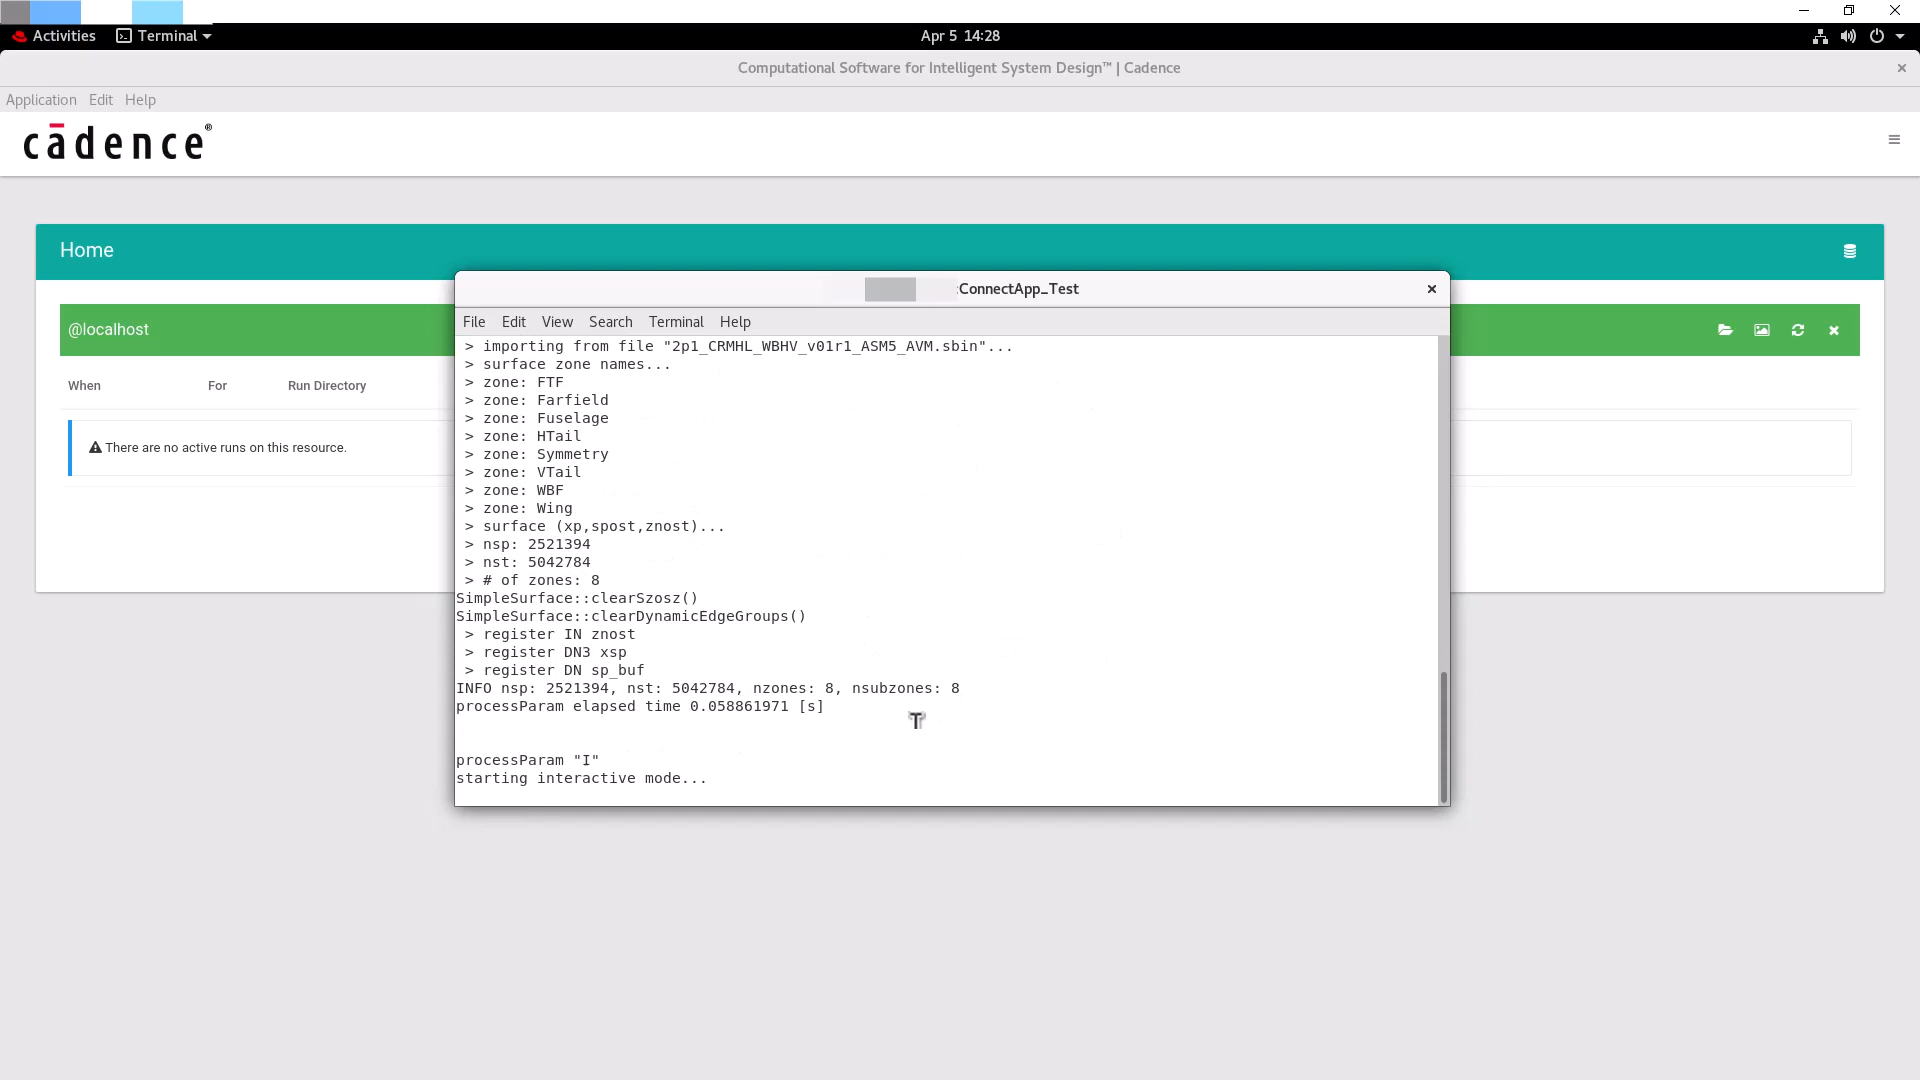 Activities Terminal Apr 5 14:28
Computational Software for Intelligent System Design™ | Cadence
Application Edit Help
cādence®
Home
@localhost
When For Run Directory
There are no active runs on this resource.
:ConnectApp_Test
File Edit View Search Terminal Help
> importing from file "2p1_CRMHL_WBHV_v01r1_ASM5_AVM.sbin"...
> surface zone names...
> zone: FTF
> zone: Farfield
> zone: Fuselage
> zone: HTail
> zone: Symmetry
> zone: VTail
> zone: WBF
> zone: Wing
> surface (xp,spost,znost)...
> nsp: 2521394
> nst: 5042784
> # of zones: 8
SimpleSurface::clearSzosz()
SimpleSurface::clearDynamicEdgeGroups()
> register IN znost
> register DN3 xsp
> register DN sp_buf
INFO nsp: 2521394, nst: 5042784, nzones: 8, nsubzones: 8
processParam elapsed time 0.058861971 [s]
processParam "I"
starting interactive mode...